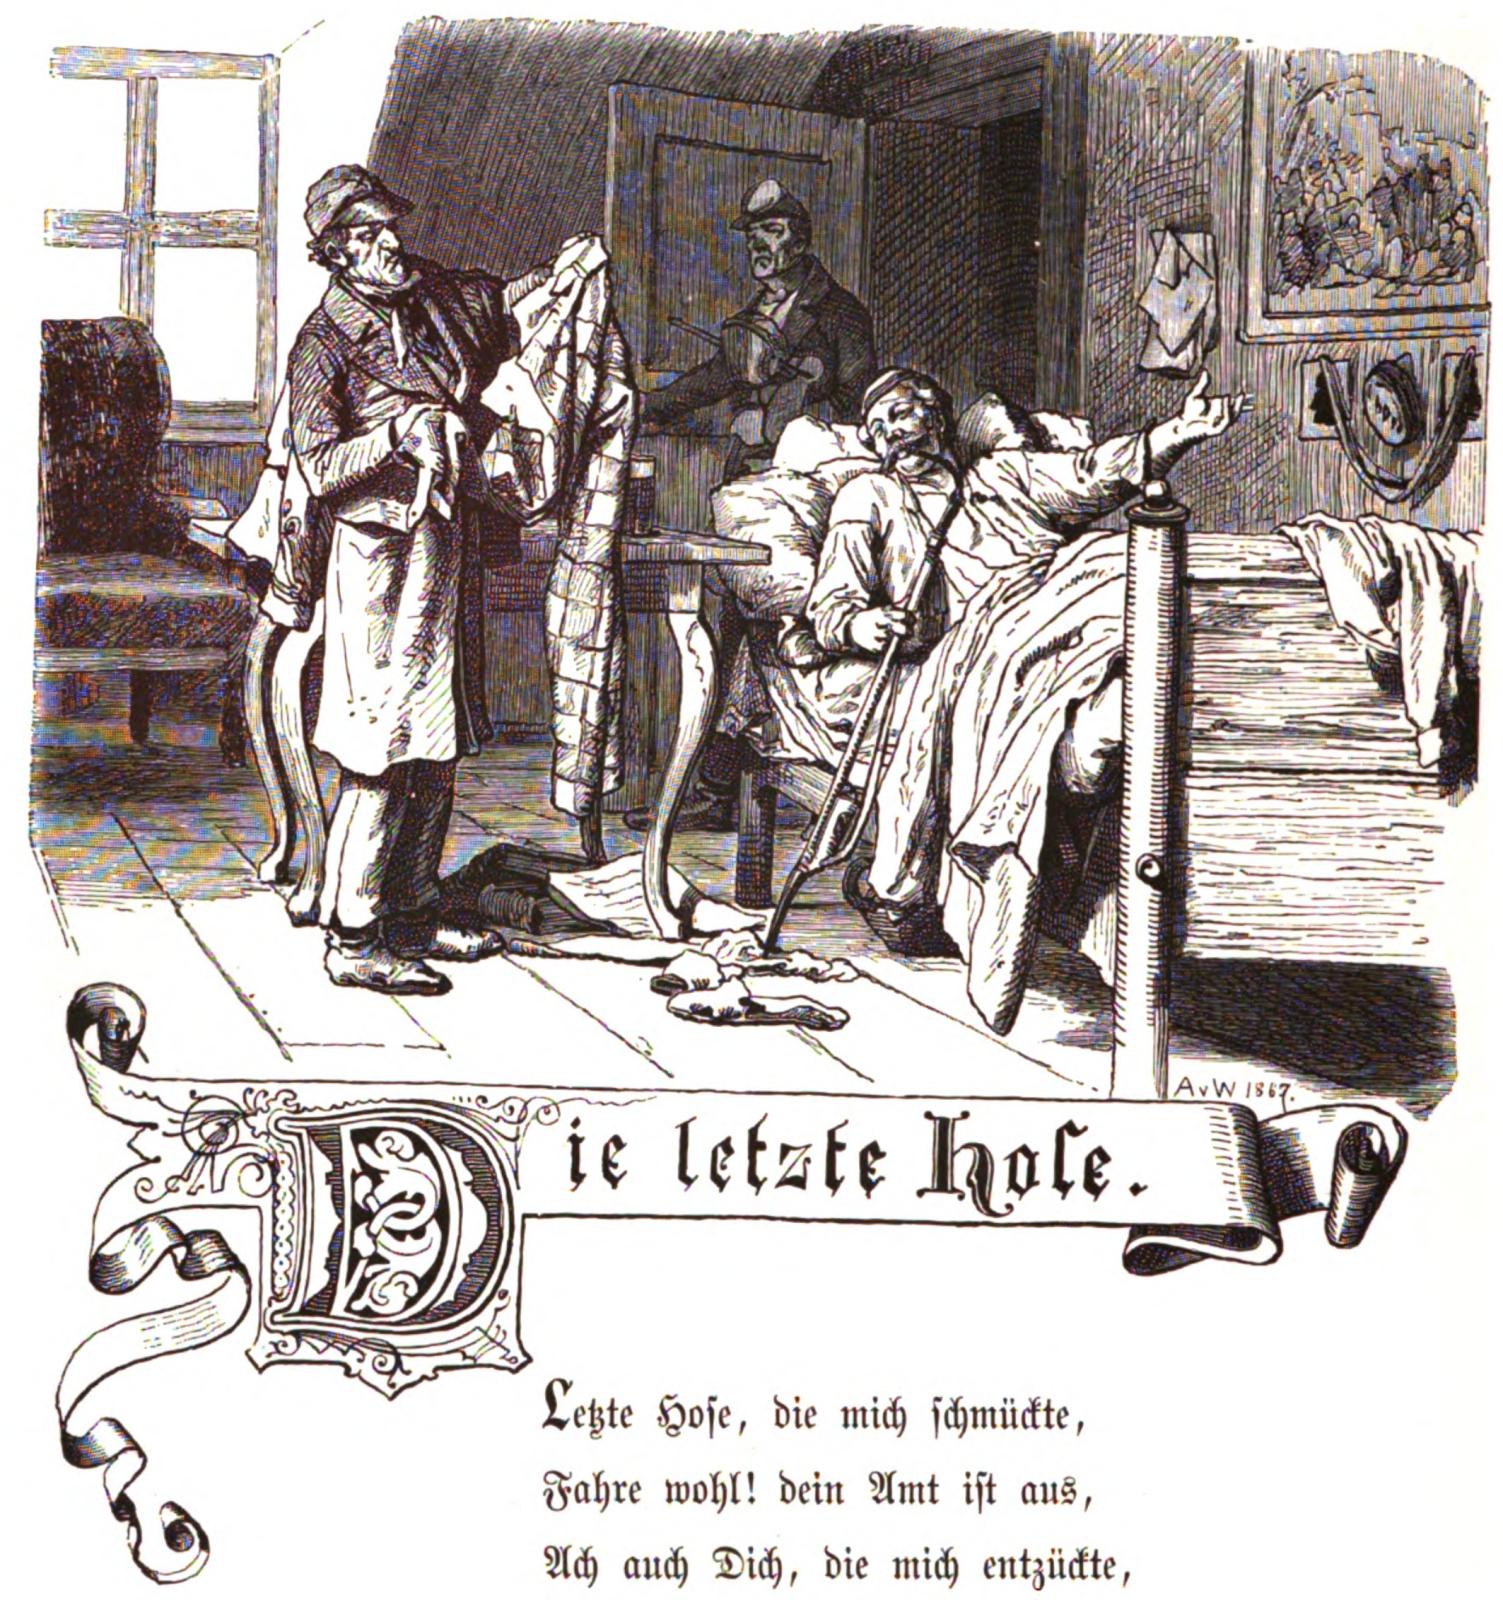 AvW 1867.
Die letzte Hose.
Letzte Hose, die mich schmückte,
Fahre wohl! dein Amt ist aus,
Ach auch Dich, die mich entzückte,